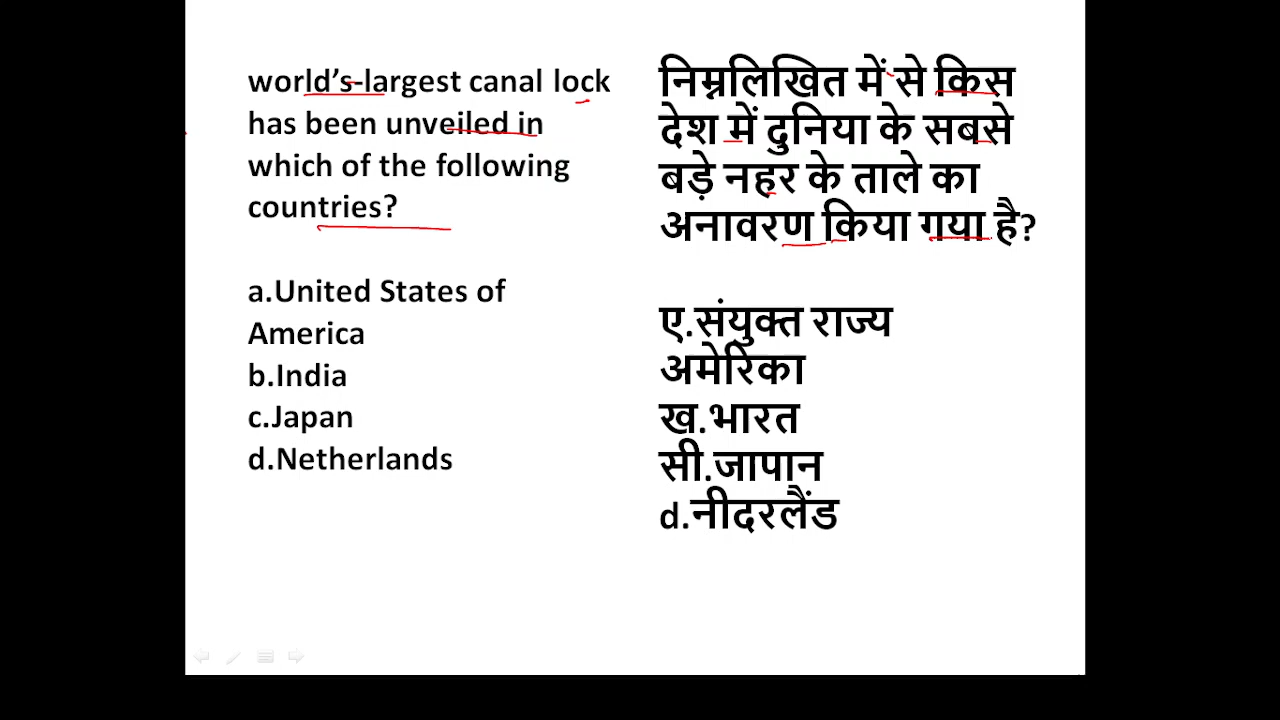 world's-largest canal lock
has been unveiled in
which of the following
countries?
a.United States of
America
b.India
c.Japan
d.Netherlands
निम्नलिखित में से किस
देश में दुनिया के सबसे
बड़े नहर के ताले का
अनावरण किया गया है?
ए.संयुक्त राज्य
अमेरिका
ख.भारत
सी.जापान
d.नीदरलैंड